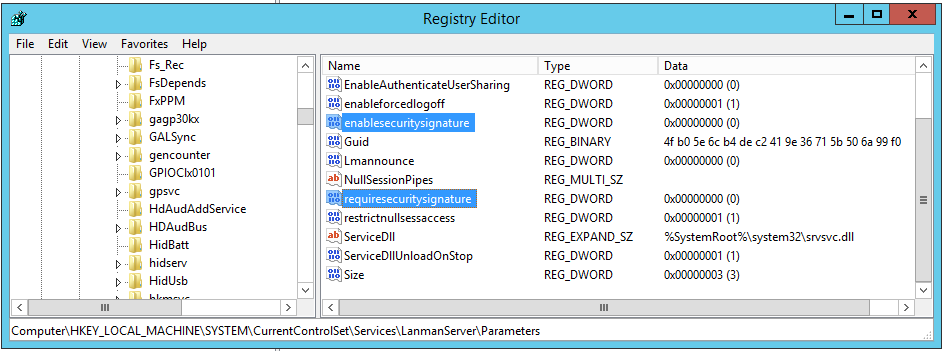 Registry Editor
File Edit View Favorites Help
Fs_Rec
FsDepends
FxPPM
gagp30kx
GALSync
gencounter
GPIOClx0101
gpsvc
HdAudAddService
HDAudBus
HidBatt
hidserv
HidUsb
hkmsvc
Name Type Data
EnableAuthenticateUserSharing REG_DWORD 0x00000000 (0)
enableforcedlogoff REG_DWORD 0x00000001 (1)
enablesecuritysignature REG_DWORD 0x00000000 (0)
Guid REG_BINARY 4f b0 5e 6c b4 de c2 41 9e 36 71 5b 50 6a 99 f0
Lmannounce REG_DWORD 0x00000000 (0)
NullSessionPipes REG_MULTI_SZ
requiresecuritysignature REG_DWORD 0x00000000 (0)
restrictnullsessaccess REG_DWORD 0x00000001 (1)
ServiceDll REG_EXPAND_SZ %SystemRoot%\system32\srvsvc.dll
ServiceDllUnloadOnStop REG_DWORD 0x00000001 (1)
Size REG_DWORD 0x00000003 (3)
Computer\HKEY_LOCAL_MACHINE\SYSTEM\CurrentControlSet\Services\LanmanServer\Parameters